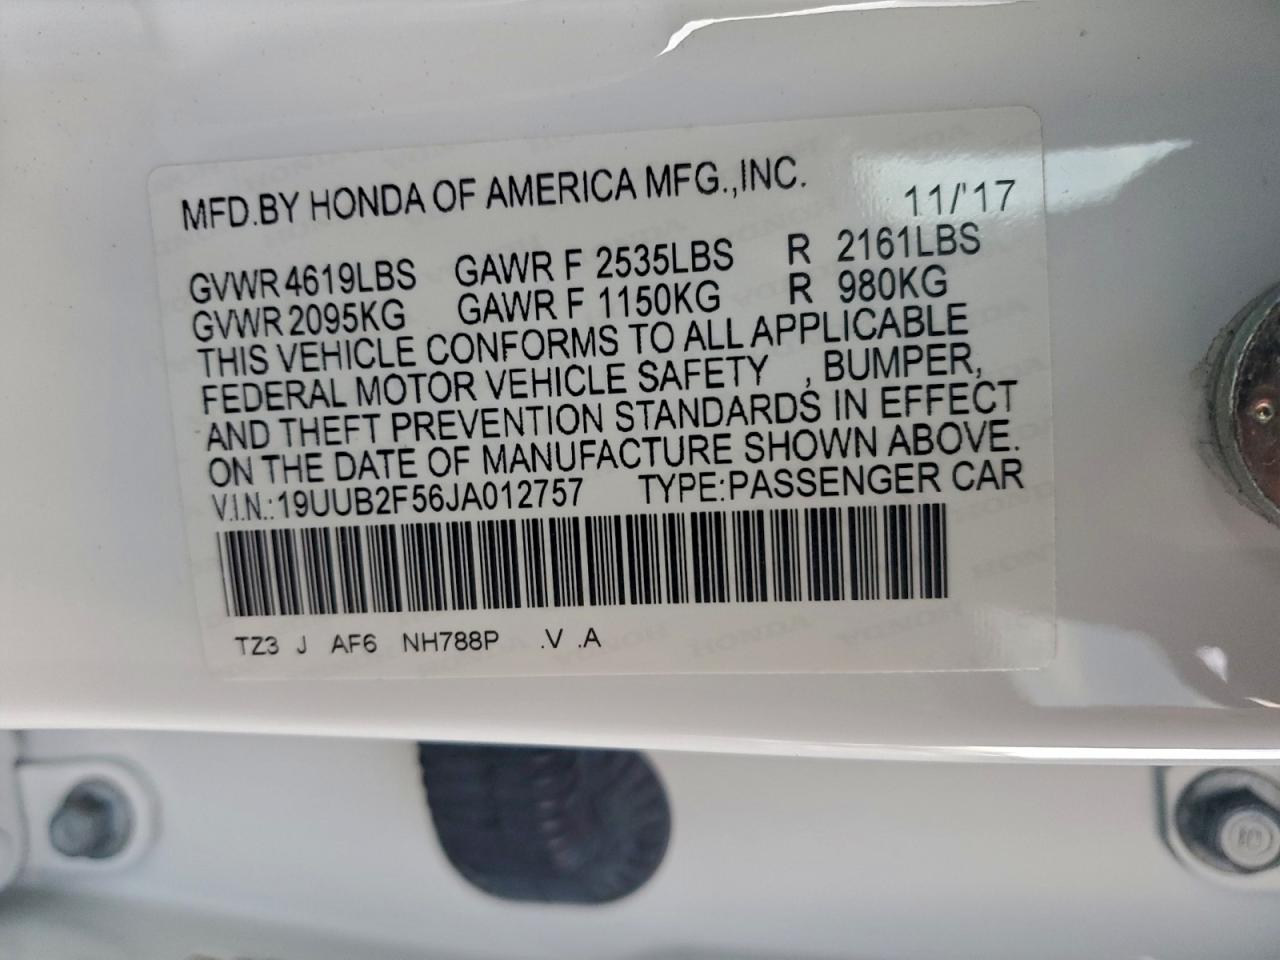 MFD.BY HONDA OF AMERICA MFG.,INC. 11/'17
GVWR 4619LBS GAWR F 2535LBS R 2161LBS
GVWR 2095KG GAWR F 1150KG R 980KG
THIS VEHICLE CONFORMS TO ALL APPLICABLE
FEDERAL MOTOR VEHICLE SAFETY , BUMPER,
AND THEFT PREVENTION STANDARDS IN EFFECT
ON THE DATE OF MANUFACTURE SHOWN ABOVE.
V.I.N.:19UUB2F56JA012757 TYPE:PASSENGER CAR
TZ3 J AF6 NH788P .V .A